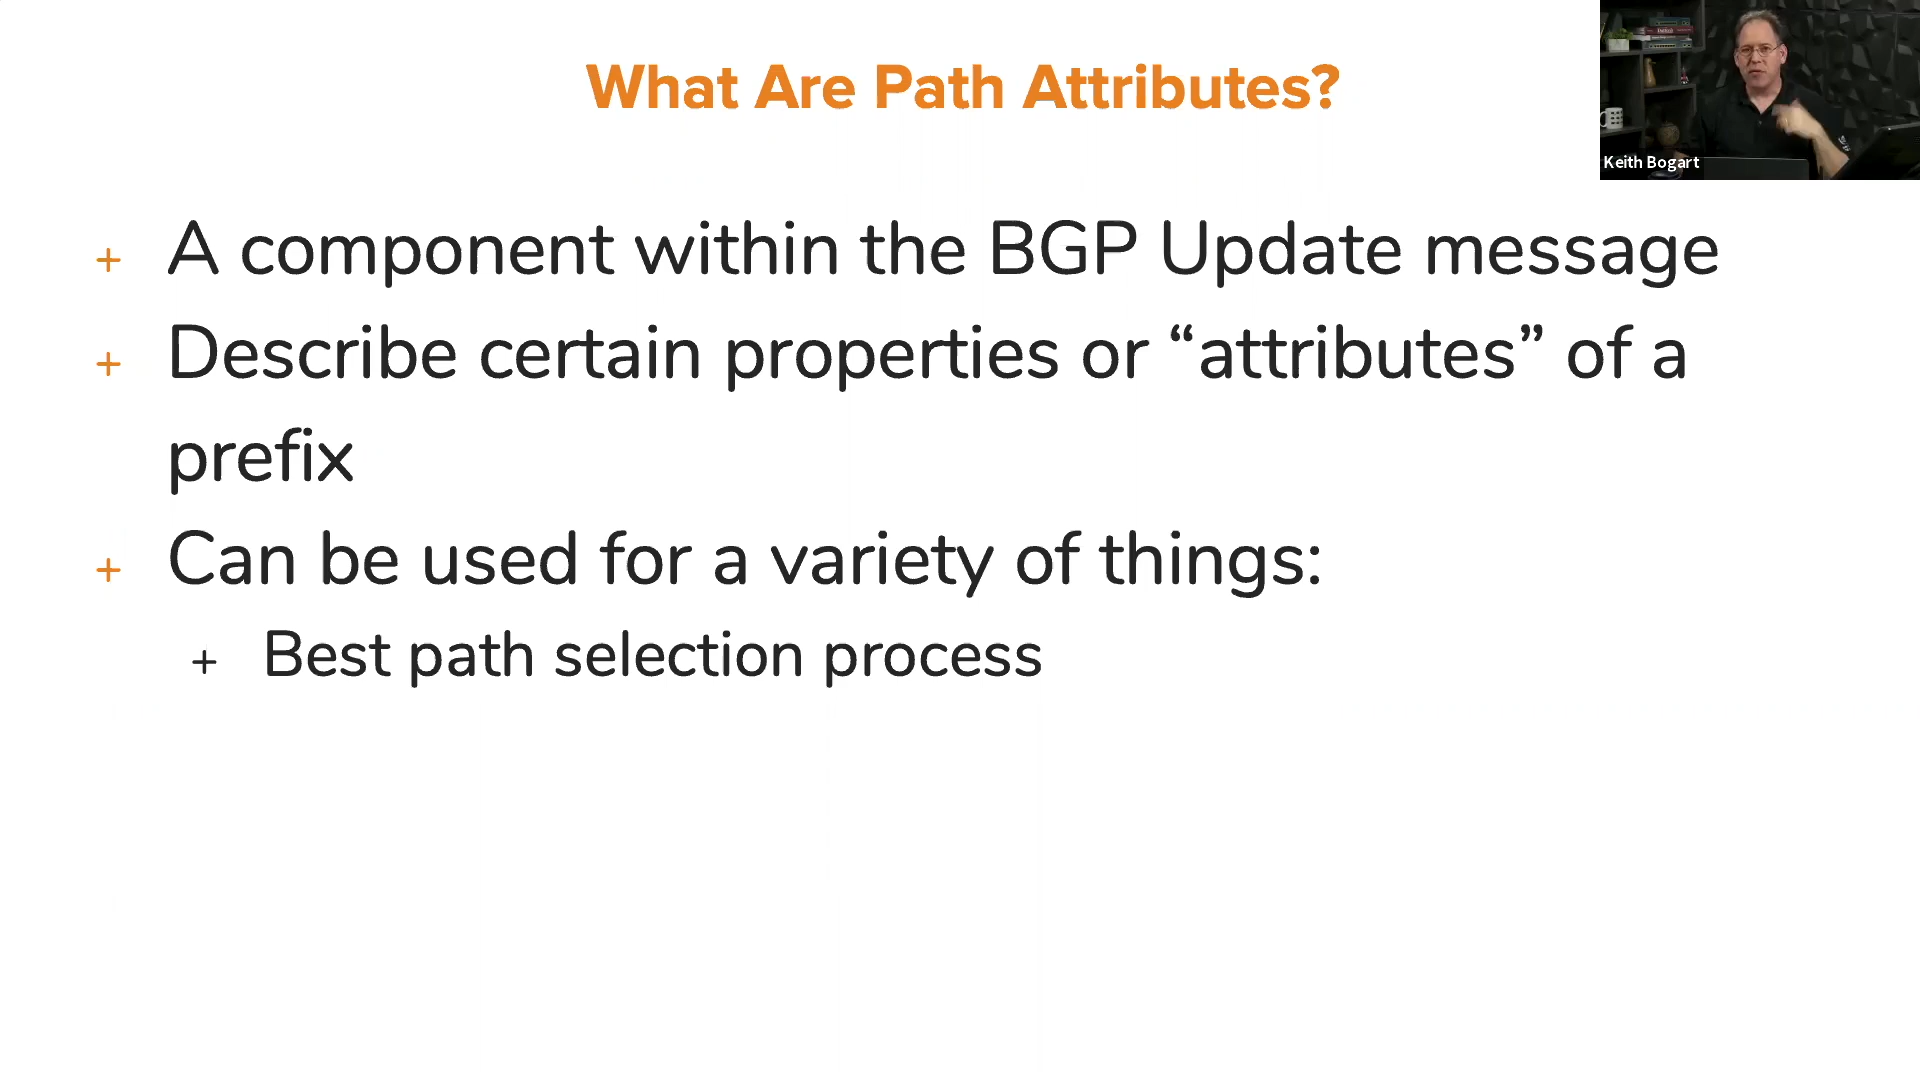 What Are Path Attributes?
Keith Bogart
+ A component within the BGP Update message
+ Describe certain properties or “attributes” of a
prefix
+ Can be used for a variety of things:
+ Best path selection process